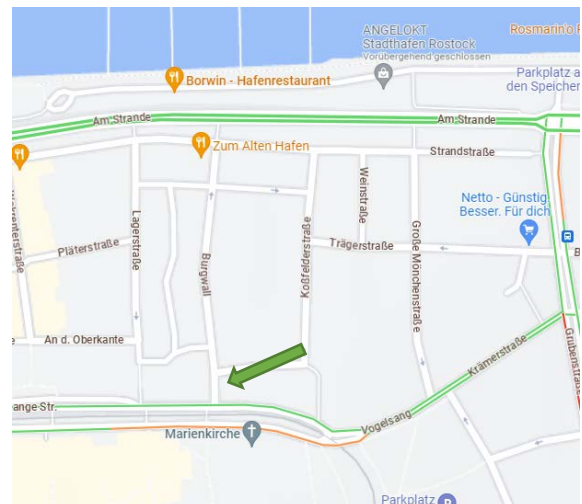 ANGELOKT
Stadthafen Rostock
Vorübergehend geschlossen
Rosmarino
Borwin - Hafenrestaurant
Parkplatz a
den Speicher
Am Strande
Am Strande
Zum Alten Hafen
Strandstraße
Weinstraße
Netto - Günstig.
Besser. Für dich
Lagerstraße
Koßfelderstraße
Große Mönchenstraße
Pläterstraße
Burgwall
Trägerstraße
B
An d. Oberkante
Krämerstraße
Grubenstraße
ange Str.
Vogelsang
Marienkirche
Parkplatz
P